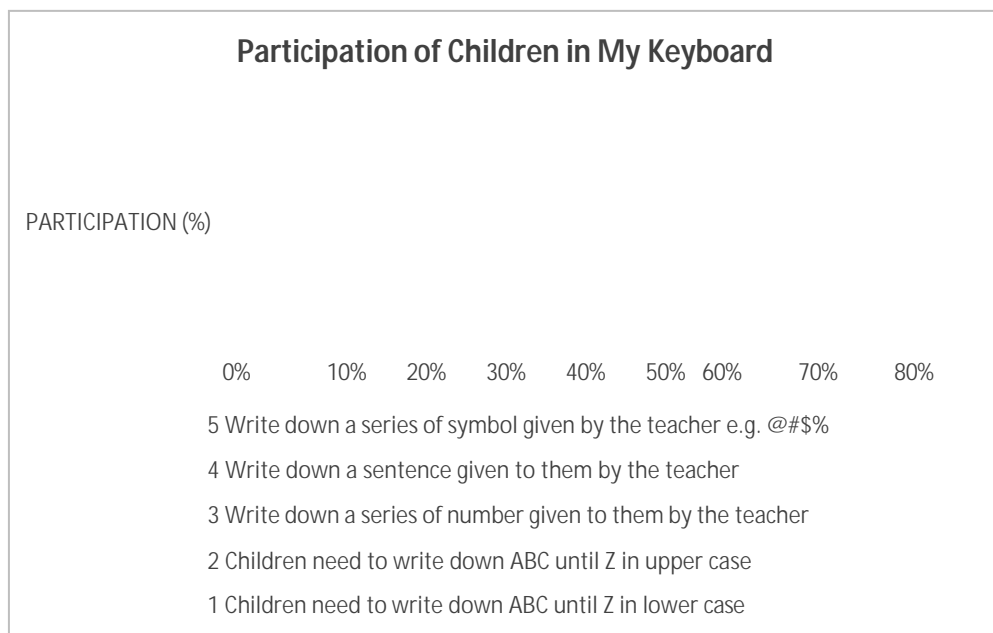 Participation of Children in My Keyboard
PARTICIPATION (%)
0% 10% 20% 30% 40% 50% 60% 70% 80%
5 Write down a series of symbol given by the teacher e.g. @#$%
4 Write down a sentence given to them by the teacher
3 Write down a series of number given to them by the teacher
2 Children need to write down ABC until Z in upper case
1 Children need to write down ABC until Z in lower case